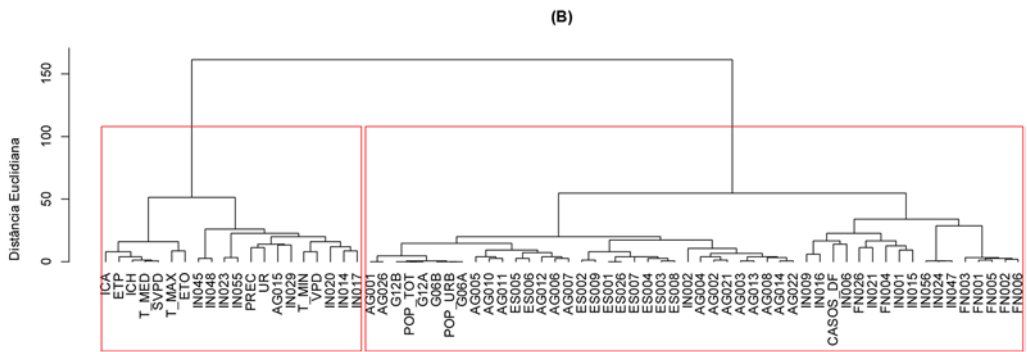 (B)
Distância Euclidiana
0
50
100
150
ICA
ETP
ICH
T_MED
SVPD
T_MAX
ETO
IN045
IN048
IN023
IN055
PREC
UR
AG015
IN029
T_MIN
VPD
IN020
IN014
IN017
AG001
AG026
G12B
POP_TOT
G12A
G06B
POP_URB
G06A
AG005
AG010
AG011
ES005
ES006
AG012
AG006
AG007
ES002
ES009
ES001
ES026
ES007
ES004
ES003
ES008
IN002
AG004
AG002
AG021
AG003
AG013
AG008
AG014
AG022
IN009
IN016
CASOS_DF
IN006
FN026
IN021
FN004
IN001
IN015
IN056
IN024
IN047
FN003
FN001
FN005
FN002
FN006